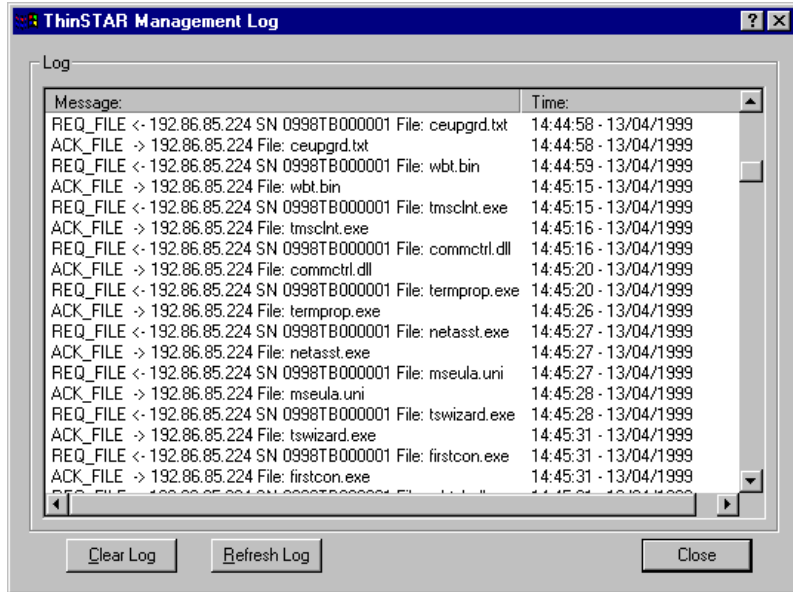 ThinSTAR Management Log
Log
Message: Time:
REQ_FILE <- 192.86.85.224 SN 0998TB000001 File: ceupgrd.txt 14:44:58 - 13/04/1999
ACK_FILE -> 192.86.85.224 File: ceupgrd.txt 14:44:58 - 13/04/1999
REQ_FILE <- 192.86.85.224 SN 0998TB000001 File: wbt.bin 14:44:59 - 13/04/1999
ACK_FILE -> 192.86.85.224 File: wbt.bin 14:45:15 - 13/04/1999
REQ_FILE <- 192.86.85.224 SN 0998TB000001 File: tmsclnt.exe 14:45:15 - 13/04/1999
ACK_FILE -> 192.86.85.224 File: tmsclnt.exe 14:45:16 - 13/04/1999
REQ_FILE <- 192.86.85.224 SN 0998TB000001 File: commctrl.dll 14:45:16 - 13/04/1999
ACK_FILE -> 192.86.85.224 File: commctrl.dll 14:45:20 - 13/04/1999
REQ_FILE <- 192.86.85.224 SN 0998TB000001 File: termprop.exe 14:45:20 - 13/04/1999
ACK_FILE -> 192.86.85.224 File: termprop.exe 14:45:26 - 13/04/1999
REQ_FILE <- 192.86.85.224 SN 0998TB000001 File: netasst.exe 14:45:27 - 13/04/1999
ACK_FILE -> 192.86.85.224 File: netasst.exe 14:45:27 - 13/04/1999
REQ_FILE <- 192.86.85.224 SN 0998TB000001 File: mseula.uni 14:45:27 - 13/04/1999
ACK_FILE -> 192.86.85.224 File: mseula.uni 14:45:28 - 13/04/1999
REQ_FILE <- 192.86.85.224 SN 0998TB000001 File: tswizard.exe 14:45:28 - 13/04/1999
ACK_FILE -> 192.86.85.224 File: tswizard.exe 14:45:31 - 13/04/1999
REQ_FILE <- 192.86.85.224 SN 0998TB000001 File: firstcon.exe 14:45:31 - 13/04/1999
ACK_FILE -> 192.86.85.224 File: firstcon.exe 14:45:31 - 13/04/1999
Clear Log Refresh Log Close